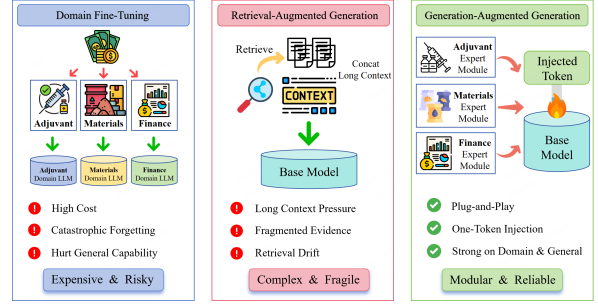 Domain Fine-Tuning
Adjuvant
Materials
Finance
Adjuvant
Domain LLM
Materials
Domain LLM
Finance
Domain LLM
High Cost
Catastrophic Forgetting
Hurt General Capability
Expensive & Risky
Retrieval-Augmented Generation
Retrieve
Concat
Long Context
CONTEXT
Base Model
Long Context Pressure
Fragmented Evidence
Retrieval Drift
Complex & Fragile
Generation-Augmented Generation
Adjuvant
Expert
Module
Materials
Expert
Module
Finance
Expert
Module
Injected
Token
Base
Model
Plug-and-Play
One-Token Injection
Strong on Domain & General
Modular & Reliable